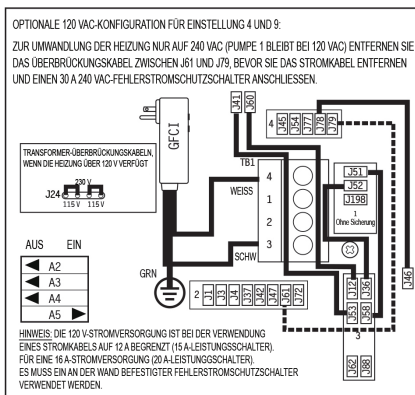 OPTIONALE 120 VAC-KONFIGURATION FÜR EINSTELLUNG 4 UND 9:
ZUR UMWANDLUNG DER HEIZUNG NUR AUF 240 VAC (PUMPE 1 BLEIBT BEI 120 VAC) ENTFERNEN SIE
DAS ÜBERBRÜCKUNGSKABEL ZWISCHEN J61 UND J79, BEVOR SIE DAS STROMKABEL ENTFERNEN
UND EINEN 30 A 240 VAC-FEHLERSTROMSCHUTZSCHALTER ANSCHLIESSEN.
GFCI
J41
J60
4
J45
J54
J77
J78
J79
TRANSFORMER-ÜBERBRÜCKUNGSKABELN,
WENN DIE HEIZUNG ÜBER 120 V VERFÜGT
230 V
J24
115 V 115 V
TB1
4
1
2
3
WEISS
SCHW
GRN
J51
J52
J198
1
Ohne Sicherung
AUS EIN
A2
A3
A4
A5
2
J1
J3
J4
J37
J42
J47
J61
J72
J12
J36
J53
J58
3
J62
J88
J46
HINWEIS: DIE 120 V-STROMVERSORGUNG IST BEI DER VERWENDUNG
EINES STROMKABELS AUF 12 A BEGRENZT (15 A-LEISTUNGSSCHALTER).
FÜR EINE 16 A-STROMVERSORGUNG (20 A-LEISTUGGSSCHALTER).
ES MUSS EIN AN DER WAND BEFESTIGTER FEHLERSTROMSCHUTZSCHALTER
VERWENDET WERDEN.